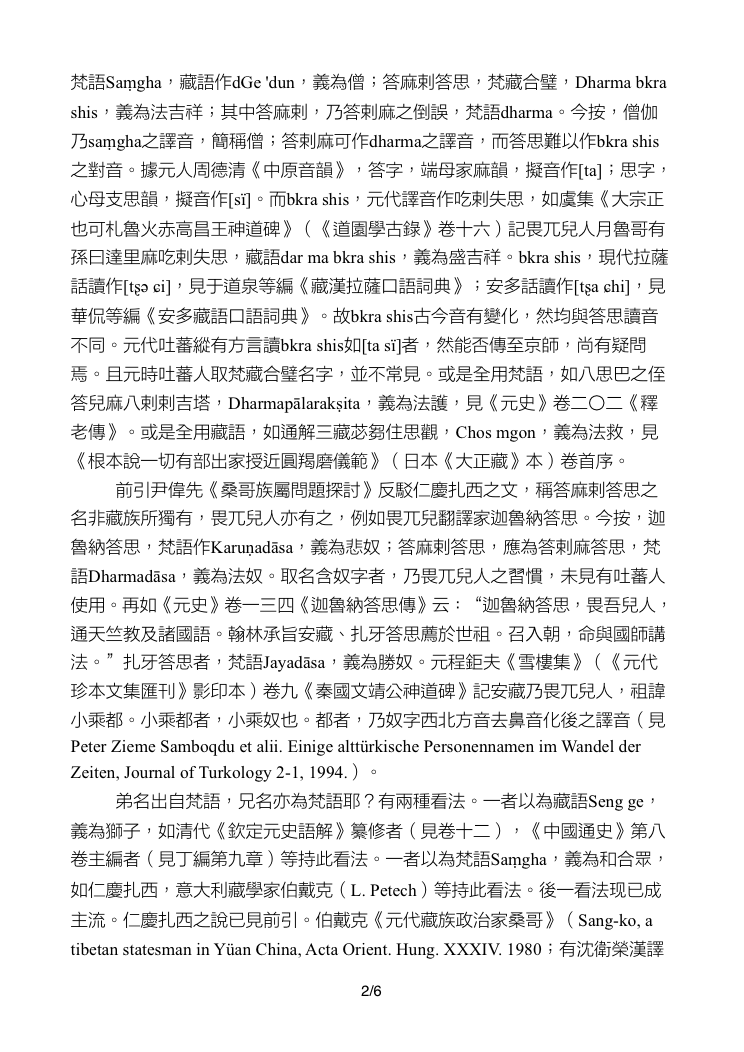 梵語Saṃgha，藏語作dGe 'dun，義為僧；答麻剌答思，梵藏合璧，Dharma bkra
shis，義為法吉祥；其中答麻剌，乃答剌麻之倒誤，梵語dharma。今按，僧伽
乃saṃgha之譯音，簡稱僧；答剌麻可作dharma之譯音，而答思難以作bkra shis
之對音。據元人周德清《中原音韻》，答字，端母家麻韻，擬音作[ta]；思字，
心母支思韻，擬音作[sï]。而bkra shis，元代譯音作吃剌失思，如虞集《大宗正
也可札魯火赤高昌王神道碑》（《道園學古錄》卷十六）記畏兀兒人月魯哥有
孫曰達里麻吃剌失思，藏語dar ma bkra shis，義為盛吉祥。bkra shis，現代拉薩
話讀作[tʂə ɕi]，見于道泉等編《藏漢拉薩口語詞典》；安多話讀作[tʂa ɕhi]，見
華侃等編《安多藏語口語詞典》。故bkra shis古今音有變化，然均與答思讀音
不同。元代吐蕃縱有方言讀bkra shis如[ta sï]者，然能否傳至京師，尚有疑問
焉。且元時吐蕃人取梵藏合璧名字，並不常見。或是全用梵語，如八思巴之侄
答兒麻八剌剌吉塔，Dharmapālarakṣita，義為法護，見《元史》卷二〇二《釋
老傳》。或是全用藏語，如通解三藏苾芻住思觀，Chos mgon，義為法救，見
《根本說一切有部出家授近圓羯磨儀範》（日本《大正藏》本）卷首序。
前引尹偉先《桑哥族屬問題探討》反駁仁慶扎西之文，稱答麻剌答思之
名非藏族所獨有，畏兀兒人亦有之，例如畏兀兒翻譯家迦魯納答思。今按，迦
魯納答思，梵語作Karuṇadāsa，義為悲奴；答麻剌答思，應為答剌麻答思，梵
語Dharmadāsa，義為法奴。取名含奴字者，乃畏兀兒人之習慣，未見有吐蕃人
使用。再如《元史》卷一三四《迦魯納答思傳》云：“迦魯納答思，畏吾兒人，
通天竺教及諸國語。翰林承旨安藏、扎牙答思薦於世祖。召入朝，命與國師講
法。”扎牙答思者，梵語Jayadāsa，義為勝奴。元程鉅夫《雪樓集》（《元代
珍本文集匯刊》影印本）卷九《秦國文靖公神道碑》記安藏乃畏兀兒人，祖諱
小乘都。小乘都者，小乘奴也。都者，乃奴字西北方音去鼻音化後之譯音（見
Peter Zieme Samboqdu et alii. Einige alttürkische Personennamen im Wandel der
Zeiten, Journal of Turkology 2-1, 1994.）。
弟名出自梵語，兄名亦為梵語耶？有兩種看法。一者以為藏語Seng ge，
義為獅子，如清代《欽定元史語解》纂修者（見卷十二），《中國通史》第八
卷主編者（見丁編第九章）等持此看法。一者以為梵語Saṃgha，義為和合眾，
如仁慶扎西，意大利藏學家伯戴克（L. Petech）等持此看法。後一看法现已成
主流。仁慶扎西之說已見前引。伯戴克《元代藏族政治家桑哥》（Sang-ko, a
tibetan statesman in Yüan China, Acta Orient. Hung. XXXIV. 1980；有沈衛榮漢譯
2/6